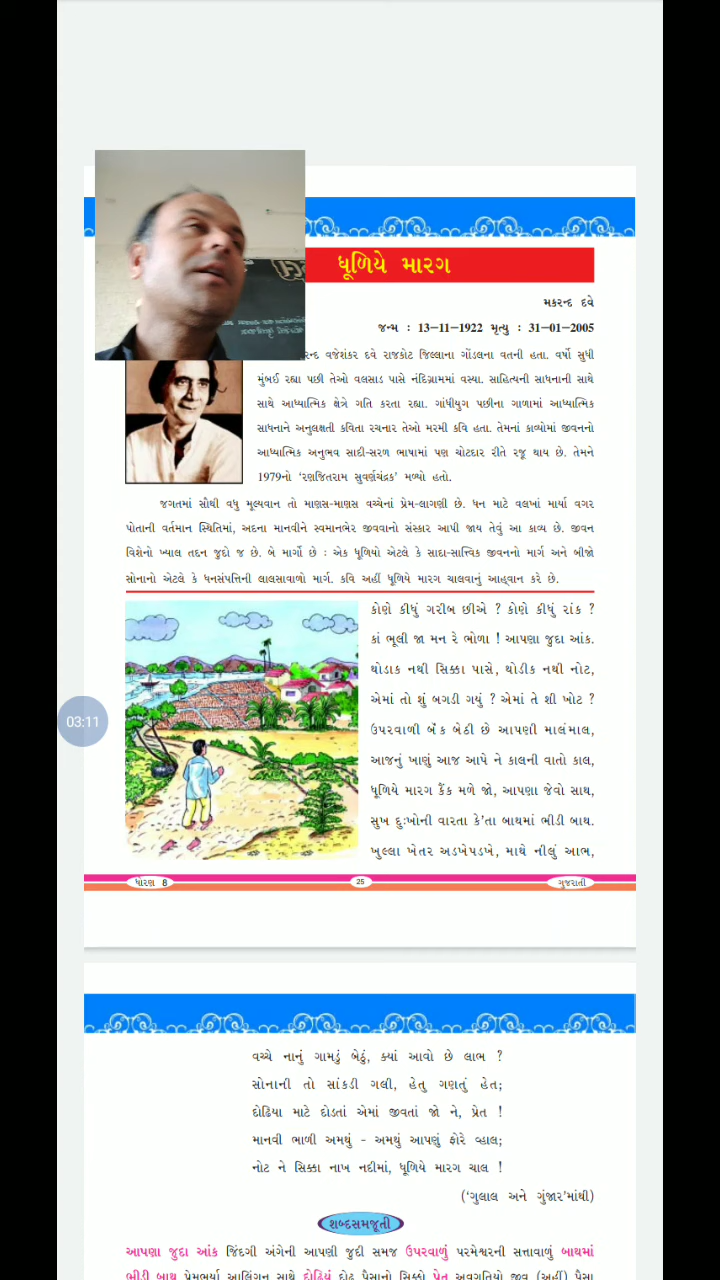 ધૂળિયે મારગ
મકરન્દ દવે
જન્મ : 13–11–1922 મૃત્યુ : 31–01–2005
વજેશંકર દવે રાજકોટ જિલ્લાના ગોંડલના વતની હતા. વર્ષો સુધી
મુંબઈ રહ્યા પછી તેઓ વલસાડ પાસે નંદિગ્રામમાં વસ્યા. સાહિત્યની સાધનાની સાથે
સાથે આધ્યાત્મિક ક્ષેત્રે ગતિ કરતા રહ્યા. ગાંધીયુગ પછીના ગાળામાં આધ્યાત્મિક
સાધનાને અનુલક્ષતી કવિતા રચનાર તેઓ મરમી કવિ હતા. તેમનાં કાવ્યોમાં જીવનનો
આધ્યાત્મિક અનુભવ સાદી-સરળ ભાષામાં પણ ચોટદાર રીતે રજૂ થાય છે. તેમને
1979નો ‘રણજિતરામ સુવર્ણચંદ્રક’ મળ્યો હતો.
જગતમાં સૌથી વધુ મૂલ્યવાન તો માણસ-માણસ વચ્ચેનાં પ્રેમ-લાગણી છે. ધન માટે વલખાં માર્યા વગર
પોતાની વર્તમાન સ્થિતિમાં, અદના માનવીને સ્વમાનભેર જીવવાનો સંસ્કાર આપી જાય તેવું આ કાવ્ય છે. જીવન
વિશેનો ખ્યાલ તદ્દન જુદો જ છે. બે માર્ગો છે : એક ધૂળિયો એટલે કે સાદા-સાત્ત્વિક જીવનનો માર્ગ અને બીજો
સોનાનો એટલે કે ધનસંપત્તિની લાલસાવાળો માર્ગ. કવિ અહીં ધૂળિયે મારગ ચાલવાનું આહ્‌વાન કરે છે.
કોણે કીધું ગરીબ છીએ ? કોણે કીધું રાંક ?
કાં ભૂલી જા મન રે ભોળા ! આપણા જુદા આંક.
થોડાક નથી સિક્કા પાસે, થોડીક નથી નોટ,
એમાં તો શું બગડી ગયું ? એમાં તે શી ખોટ ?
ઉપરવાળી બૅંક બેઠી છે આપણી માલંમાલ,
આજનું ખાણું આજ આપે ને કાલની વાતો કાલ,
ધૂળિયે મારગ કૈંક મળે જો, આપણા જેવો સાથ,
સુખ દુઃખોની વારતા કે’તા બાથમાં ભીડી બાથ.
ખુલ્લા ખેતર અડખેપડખે, માથે નીલું આભ,
ધોરણ 8
25
ગુજરાતી
03:11
વચ્ચે નાનું ગામડું બેઠું, ક્યાં આવો છે લાભ ?
સોનાની તો સાંકડી ગલી, હેતુ ગણતું હેત;
દોઢિયા માટે દોડતાં એમાં જીવતાં જો ને, પ્રેત !
માનવી ભાળી અમથું - અમથું આપણું ફોરે વ્હાલ;
નોટ ને સિક્કા નાખ નદીમાં, ધૂળિયે મારગ ચાલ !
(‘ગુલાલ અને ગુંજાર’માંથી)
શબ્દસમજૂતી
આપણા જુદા આંક જિંદગી અંગેની આપણી જુદી સમજ ઉપરવાળું પરમેશ્વરની સત્તાવાળું બાથમાં
ભીડી બાથ પ્રેમભર્યા આલિંગન સાથે દોઢિયું દોઢ પૈસાનો સિક્કો પ્રેત અવગતિયો જીવ (અહીં) પૈસા